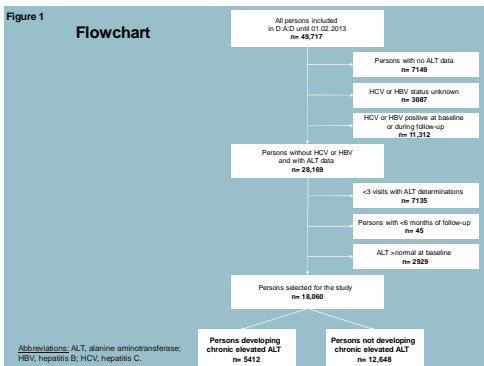 Figure 1
Flowchart
All persons included
in D:A:D until 01.02.2013
n= 49,717
Persons with no ALT data
n= 7149
HCV or HBV status unknown
n= 3087
HCV or HBV positive at baseline
or during follow-up
n= 11,312
Persons without HCV or HBV
and with ALT data
n= 28,169
<3 visits with ALT determinations
n= 7135
Persons with <6 months of follow-up
n= 45
ALT >normal at baseline
n= 2929
Persons selected for the study
n= 18,060
Persons developing
chronic elevated ALT
n= 5412
Persons not developing
chronic elevated ALT
n= 12,648
Abbreviations: ALT, alanine aminotransferase;
HBV, hepatitis B; HCV, hepatitis C.